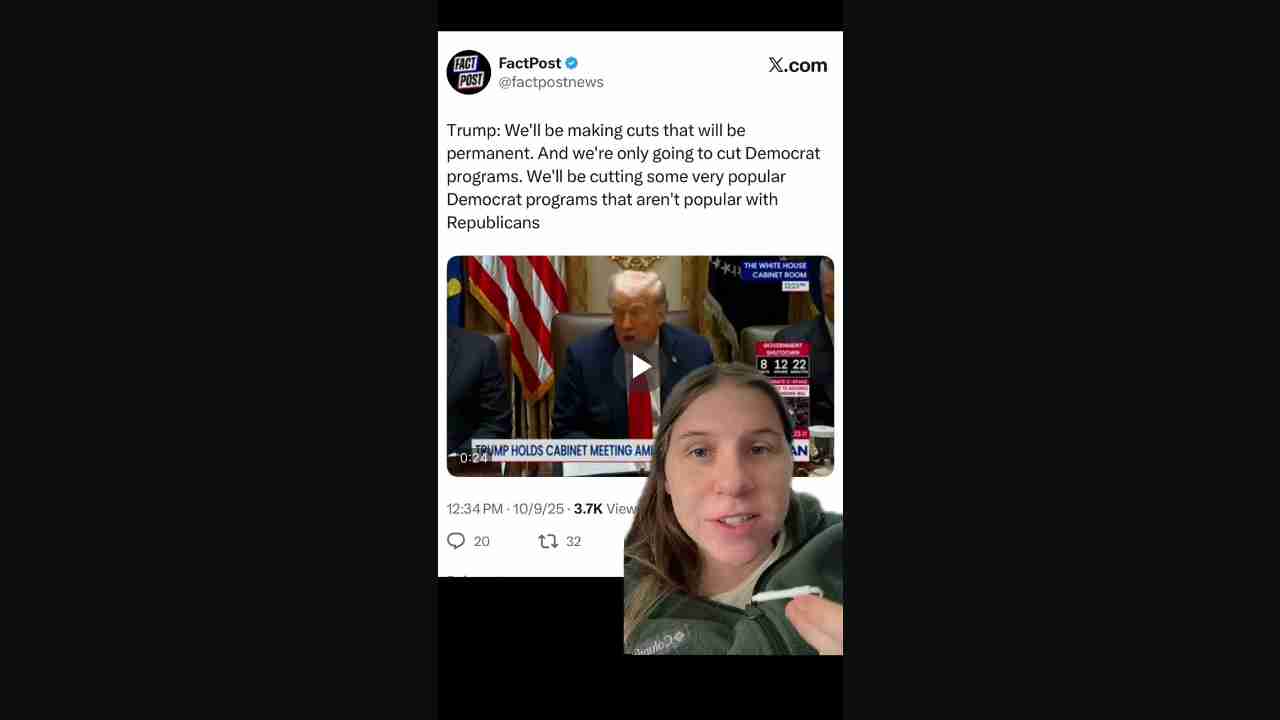 FACT
POST
FactPost
@factpostnews
X.com
Trump: We'll be making cuts that will be
permanent. And we're only going to cut Democrat
programs. We'll be cutting some very popular
Democrat programs that aren't popular with
Republicans
THE WHITE HOUSE
CABINET ROOM
GOVERNMENT
SHUTDOWN
8 12 22
TRUMP HOLDS CABINET MEETING
0:24
12:34 PM · 10/9/25 · 3.7K View
20
32